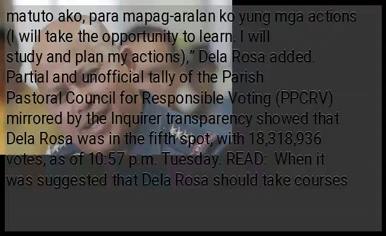 matuto ako, para mapag-aralan ko yung mga actions
(I will take the opportunity to learn. I will
study and plan my actions),” Dela Rosa added.
Partial and unofficial tally of the Parish
Pastoral Council for Responsible Voting (PPCRV)
mirrored by the Inquirer transparency showed that
Dela Rosa was in the fifth spot, with 18,318,936
votes, as of 10:57 p.m. Tuesday. READ:  When it
was suggested that Dela Rosa should take courses